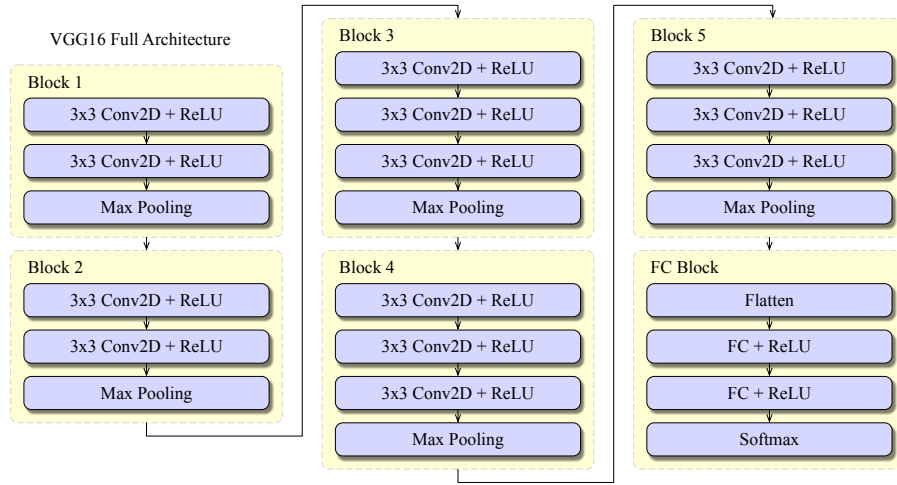 VGG16 Full Architecture
Block 1
3x3 Conv2D + ReLU
3x3 Conv2D + ReLU
Max Pooling
Block 2
3x3 Conv2D + ReLU
3x3 Conv2D + ReLU
Max Pooling
Block 3
3x3 Conv2D + ReLU
3x3 Conv2D + ReLU
3x3 Conv2D + ReLU
Max Pooling
Block 4
3x3 Conv2D + ReLU
3x3 Conv2D + ReLU
3x3 Conv2D + ReLU
Max Pooling
Block 5
3x3 Conv2D + ReLU
3x3 Conv2D + ReLU
3x3 Conv2D + ReLU
Max Pooling
FC Block
Flatten
FC + ReLU
FC + ReLU
Softmax